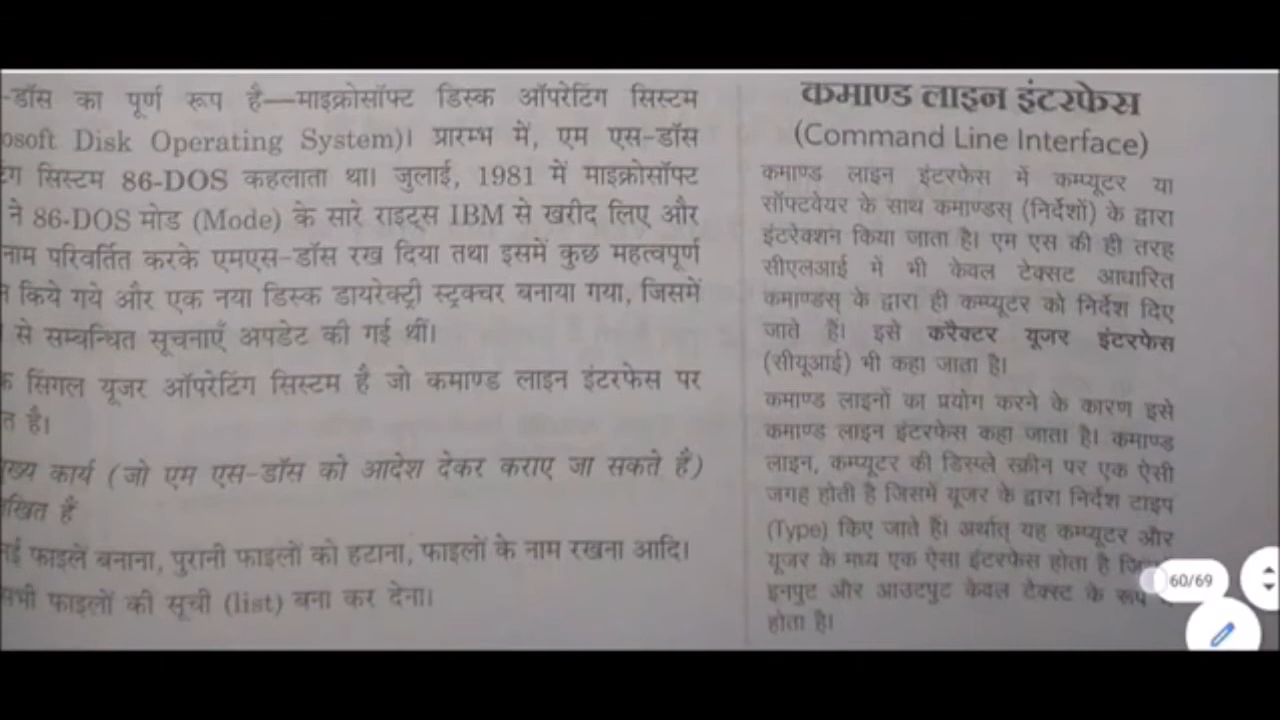 -डॉस का पूर्ण रूप है—माइक्रोसॉफ्ट डिस्क ऑपरेटिंग सिस्टम
osoft Disk Operating System)। प्रारम्भ में, एम एस-डॉस
सिस्टम 86-DOS कहलाता था। जुलाई, 1981 में माइक्रोसॉफ्ट
ने 86-DOS मोड (Mode) के सारे राइट्स IBM से खरीद लिए और
नाम परिवर्तित करके एमएस-डॉस रख दिया तथा इसमें कुछ महत्वपूर्ण
किये गये और एक नया डिस्क डायरेक्ट्री स्ट्रक्चर बनाया गया, जिसमें
से सम्बन्धित सूचनाएँ अपडेट की गई थीं।
सिंगल यूजर ऑपरेटिंग सिस्टम है जो कमाण्ड लाइन इंटरफेस पर
है।
कार्य (जो एम एस-डॉस को आदेश देकर कराए जा सकते हैं)
हैं
फाइलें बनाना, पुरानी फाइलों को हटाना, फाइलों के नाम रखना आदि।
फाइलों की सूची (list) बना कर देना।
कमाण्ड लाइन इंटरफेस
(Command Line Interface)
कमाण्ड लाइन इंटरफेस में कम्प्यूटर या
सॉफ्टवेयर के साथ कमाण्डस् (निर्देशों) के द्वारा
इंटरेक्शन किया जाता है। एम एस की ही तरह
सीएलआई में भी केवल टेक्सट आधारित
कमाण्डस् के द्वारा ही कम्प्यूटर को निर्देश दिए
जाते हैं। इसे करैक्टर यूजर इंटरफेस
(सीयूआई) भी कहा जाता है।
कमाण्ड लाइनों का प्रयोग करने के कारण इसे
कमाण्ड लाइन इंटरफेस कहा जाता है। कमाण्ड
लाइन, कम्प्यूटर की डिस्प्ले स्क्रीन पर एक ऐसी
जगह होती है जिसमें यूजर के द्वारा निर्देश टाइप
(Type) किए जाते हैं। अर्थात् यह कम्प्यूटर और
यूजर के मध्य एक ऐसा इंटरफेस होता है
इनपुट और आउटपुट केवल टेक्स्ट के रूप
होता है।
60/69